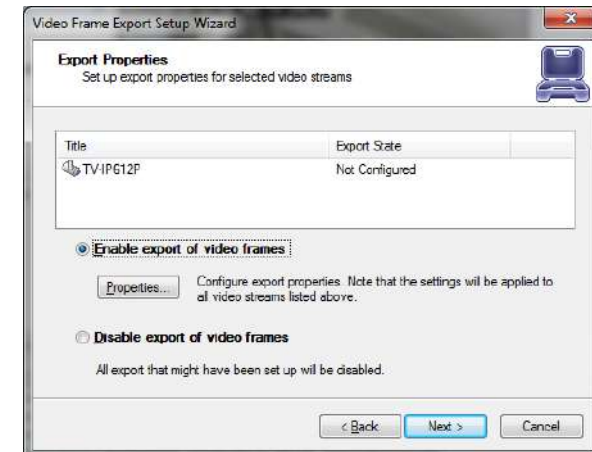 Video Frame Export Setup Wizard
Export Properties
Set up export properties for selected video streams
Title Export State
TV-IP612P Not Configured
Enable export of video frames
Properties... Configure export properties. Note that the settings will be applied to
all video streams listed above.
Disable export of video frames
All export that might have been set up will be disabled.
< Back Next > Cancel